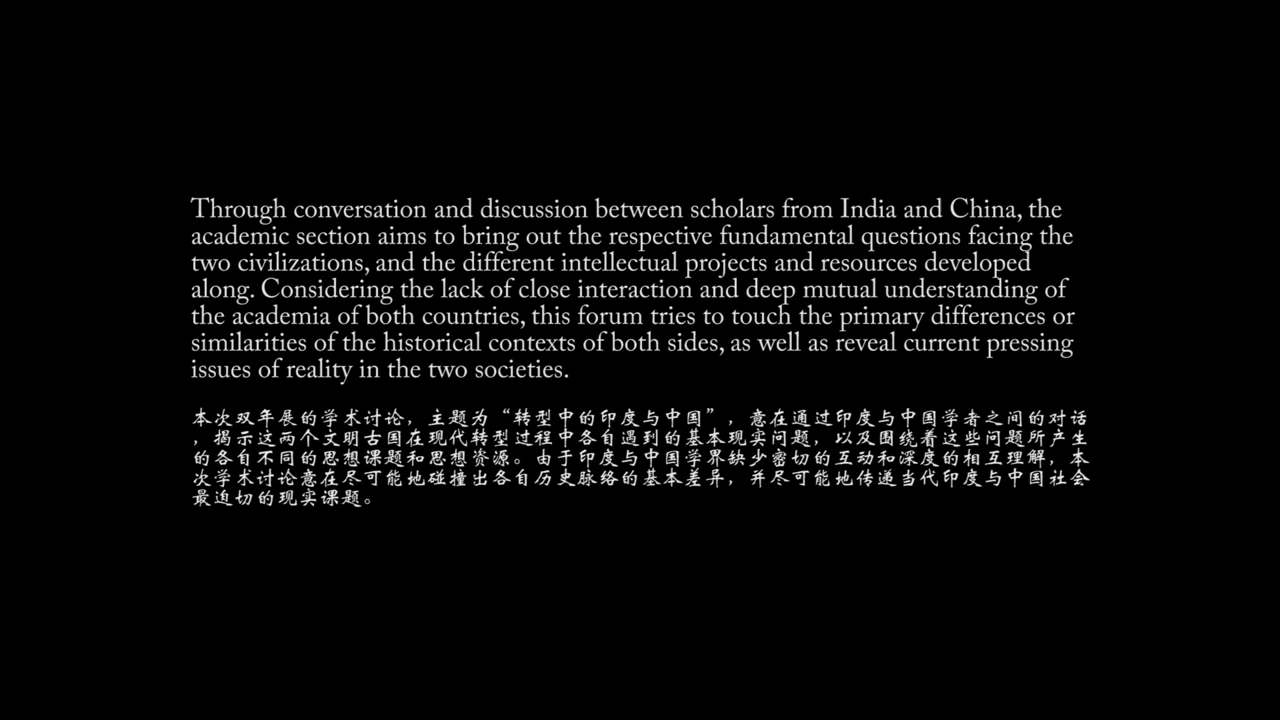 Through conversation and discussion between scholars from India and China, the
academic section aims to bring out the respective fundamental questions facing the
two civilizations, and the different intellectual projects and resources developed
along. Considering the lack of close interaction and deep mutual understanding of
the academia of both countries, this forum tries to touch the primary differences or
similarities of the historical contexts of both sides, as well as reveal current pressing
issues of reality in the two societies.
本次双年展的学术讨论，主题为“转型中的印度与中国”，意在通过印度与中国学者之间的对话
，揭示这两个文明古国在现代转型过程中各自遇到的基本现实问题，以及围绕着这些问题所产生
的各自不同的思想课题和思想资源。由于印度与中国学界缺少密切的互动和深度的相互理解，本
次学术讨论意在尽可能地碰撞出各自历史脉络的基本差异，并尽可能地传递当代印度与中国社会
最迫切的现实课题。